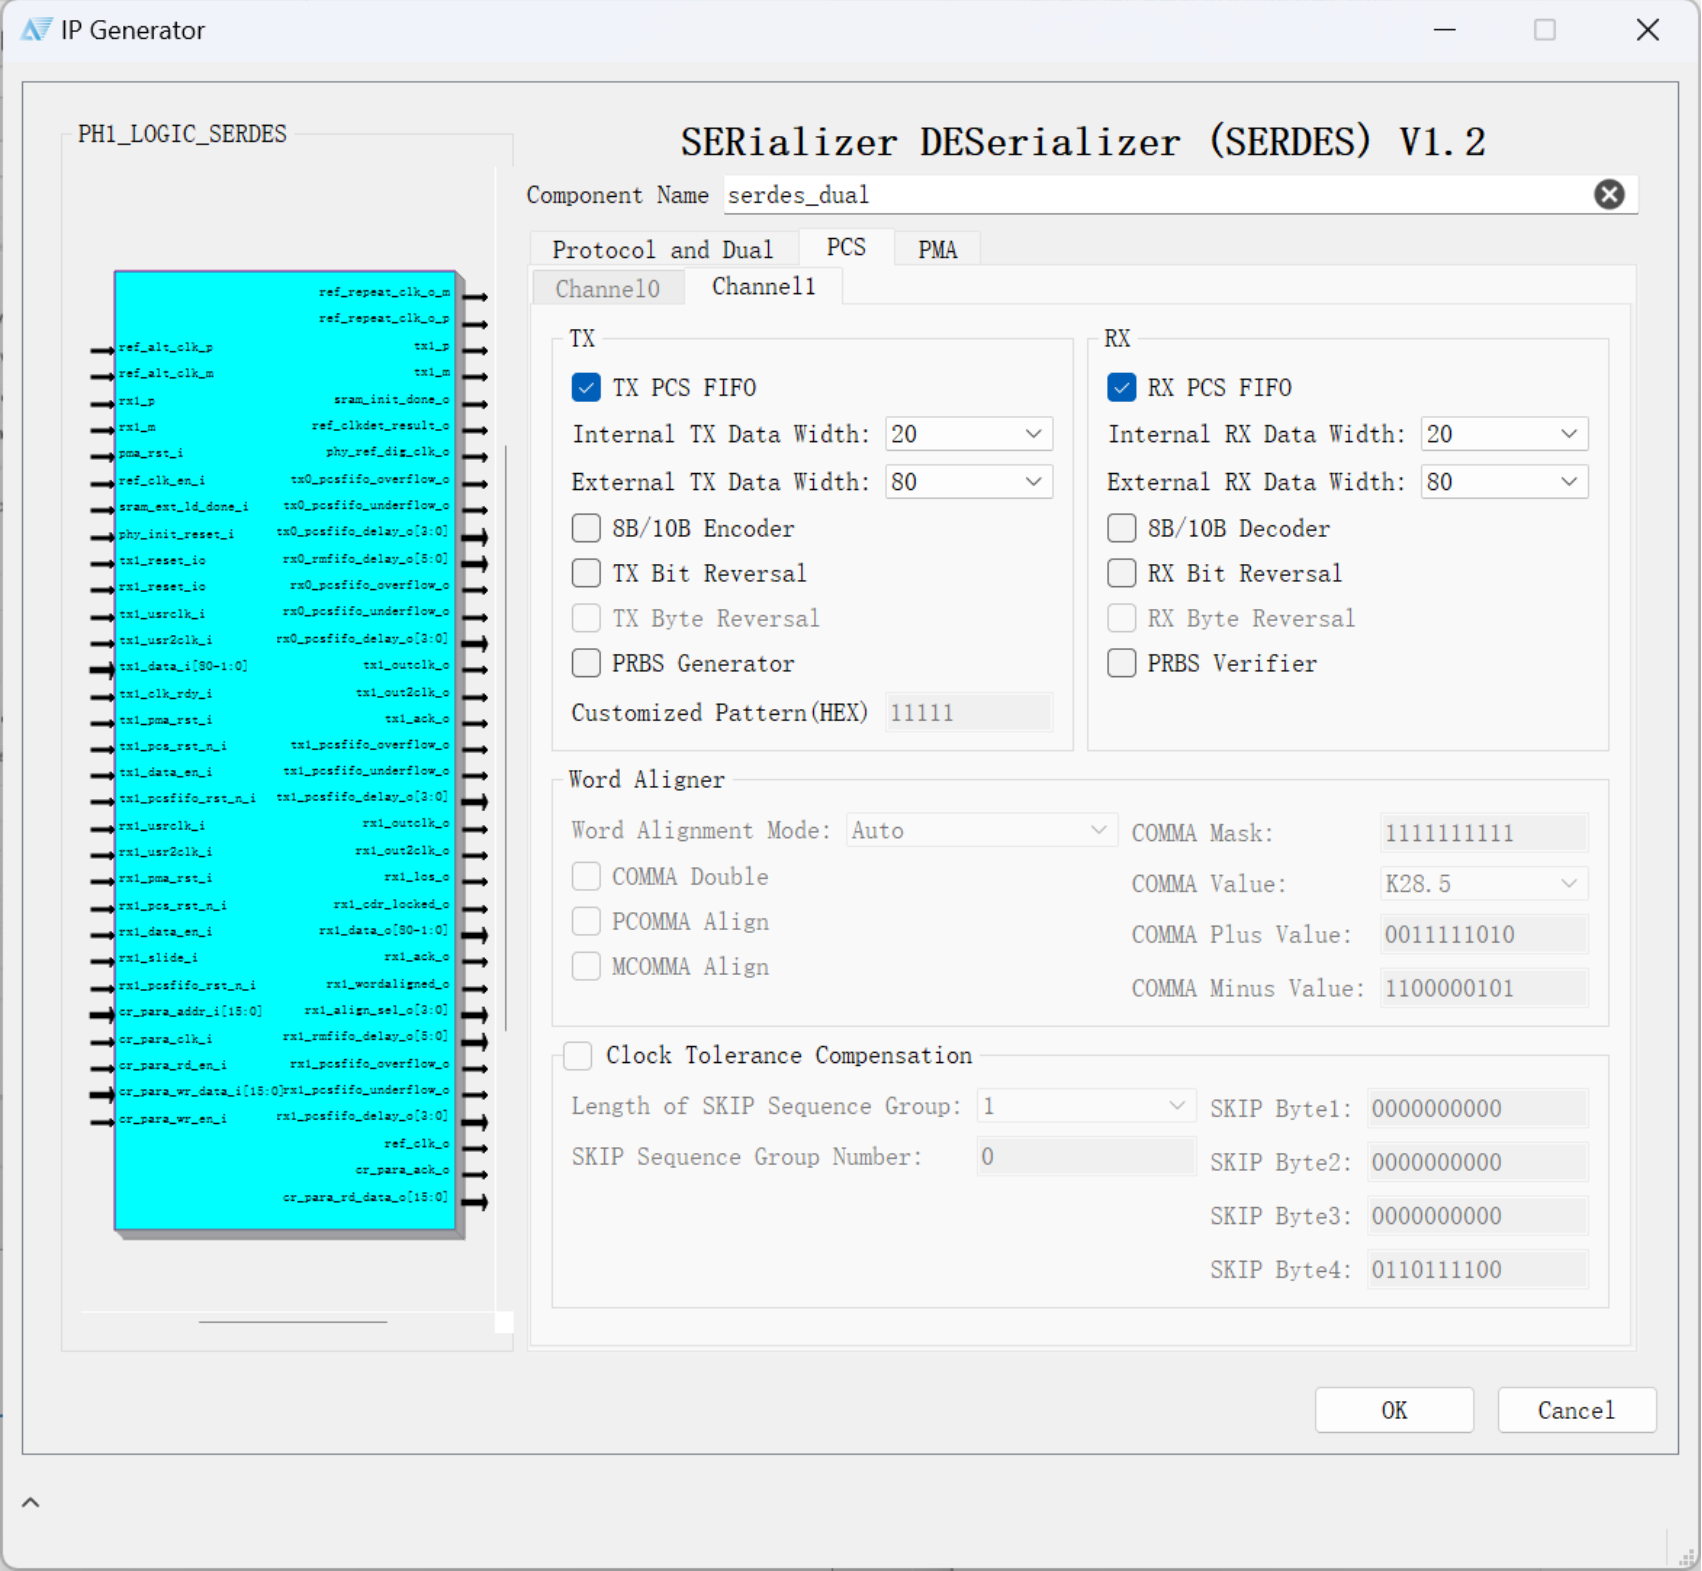 IP Generator
PH1_LOGIC_SERDES
ref_repeat_clk_o_m
ref_repeat_clk_o_p
ref_alt_clk_p tx1_p
ref_alt_clk_m tx1_m
rx1_p sram_init_done_o
rx1_m ref_clkdet_result_o
pma_rst_i phy_ref_dig_clk_o
ref_clk_en_i tx0_pcsfifo_overflow_o
sram_ext_ld_done_i tx0_pcsfifo_underflow_o
phy_init_reset_i tx0_pcsfifo_delay_o[3:0]
tx1_reset_io rx0_rmfifo_delay_o[5:0]
rx1_reset_io rx0_pcsfifo_overflow_o
tx1_usrclk_i rx0_pcsfifo_underflow_o
tx1_usr2clk_i rx0_pcsfifo_delay_o[3:0]
tx1_data_i[80-1:0] tx1_outclk_o
tx1_clk_rdy_i tx1_out2clk_o
tx1_pma_rst_i tx1_ack_o
tx1_pcs_rst_n_i tx1_pcsfifo_overflow_o
tx1_data_en_i tx1_pcsfifo_underflow_o
tx1_pcsfifo_rst_n_i tx1_pcsfifo_delay_o[3:0]
rx1_usrclk_i rx1_outclk_o
rx1_usr2clk_i rx1_out2clk_o
rx1_pma_rst_i rx1_los_o
rx1_pcs_rst_n_i rx1_cdr_locked_o
rx1_data_en_i rx1_data_o[80-1:0]
rx1_slide_i rx1_ack_o
rx1_pcsfifo_rst_n_i rx1_wordaligned_o
cr_para_addr_i[15:0] rx1_align_sel_o[3:0]
cr_para_clk_i rx1_rmfifo_delay_o[5:0]
cr_para_rd_en_i rx1_pcsfifo_overflow_o
cr_para_wr_data_i[15:0] rx1_pcsfifo_underflow_o
cr_para_wr_en_i rx1_pcsfifo_delay_o[3:0]
ref_clk_o
cr_para_ack_o
cr_para_rd_data_o[15:0]
SERializer DESerializer (SERDES) V1.2
Component Name serdes_dual
Protocol and Dual PCS PMA
Channel0 Channel1
TX
TX PCS FIFO
Internal TX Data Width: 20
External TX Data Width: 80
8B/10B Encoder
TX Bit Reversal
TX Byte Reversal
PRBS Generator
Customized Pattern(HEX) 11111
RX
RX PCS FIFO
Internal RX Data Width: 20
External RX Data Width: 80
8B/10B Decoder
RX Bit Reversal
RX Byte Reversal
PRBS Verifier
Word Aligner
Word Alignment Mode: Auto
COMMA Double
PCOMMA Align
MCOMMA Align
COMMA Mask: 1111111111
COMMA Value: K28.5
COMMA Plus Value: 0011111010
COMMA Minus Value: 1100000101
Clock Tolerance Compensation
Length of SKIP Sequence Group: 1
SKIP Sequence Group Number: 0
SKIP Byte1: 0000000000
SKIP Byte2: 0000000000
SKIP Byte3: 0000000000
SKIP Byte4: 0110111100
OK Cancel